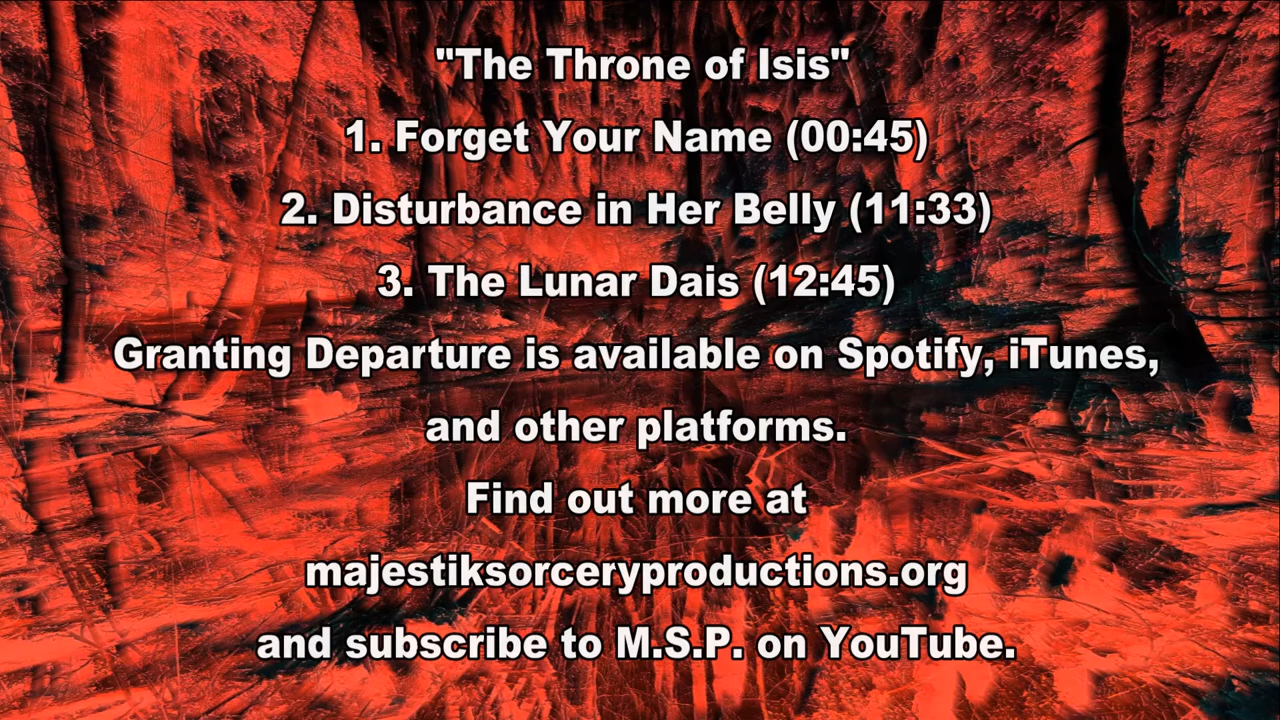 "The Throne of Isis"
1. Forget Your Name (00:45)
2. Disturbance in Her Belly (11:33)
3. The Lunar Dais (12:45)
Granting Departure is available on Spotify, iTunes,
and other platforms.
Find out more at
majestiksorceryproductions.org
and subscribe to M.S.P. on YouTube.